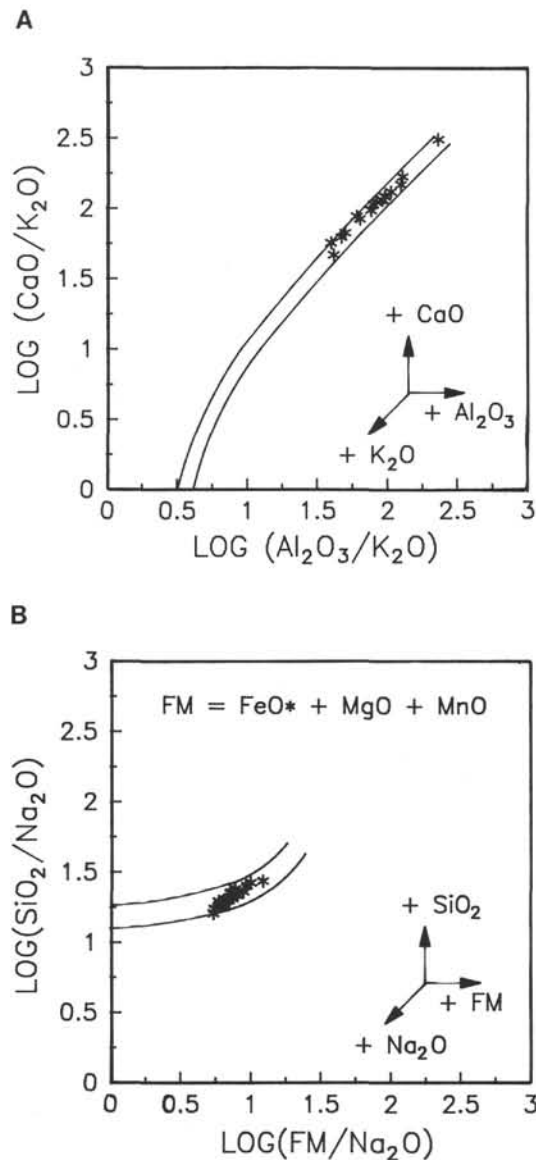 A
3
2.5
2
1.5
1
0.5
0
LOG (CaO/K₂O)
+ CaO
+ Al₂O₃
+ K₂O
0 0.5 1 1.5 2 2.5 3
LOG (Al₂O₃/K₂O)
B
3
FM = FeO* + MgO + MnO
2.5
2
1.5
1
0.5
0
LOG(SiO₂/Na₂O)
+ SiO₂
+ FM
+ Na₂O
0 0.5 1 1.5 2 2.5 3
LOG(FM/Na₂O)